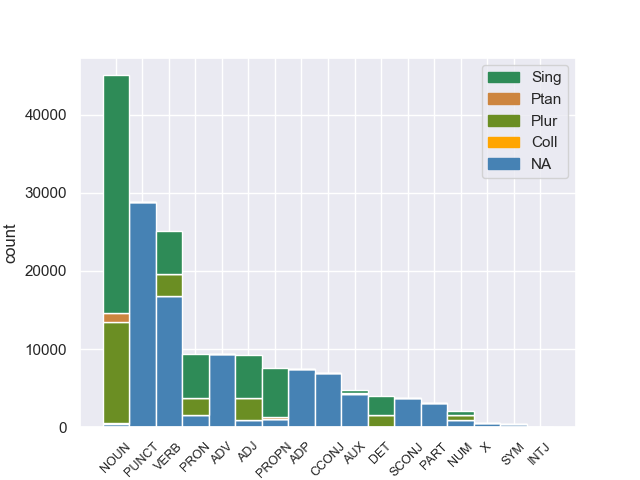 Sing
Ptan
Plur
Coll
NA
count
40000
30000
20000
10000
0
NOUN
PUNCT
VERB
PRON
ADV
ADJ
PROPN
ADP
CCONJ
AUX
DET
SCONJ
PART
NUM
X
SYM
INTJ